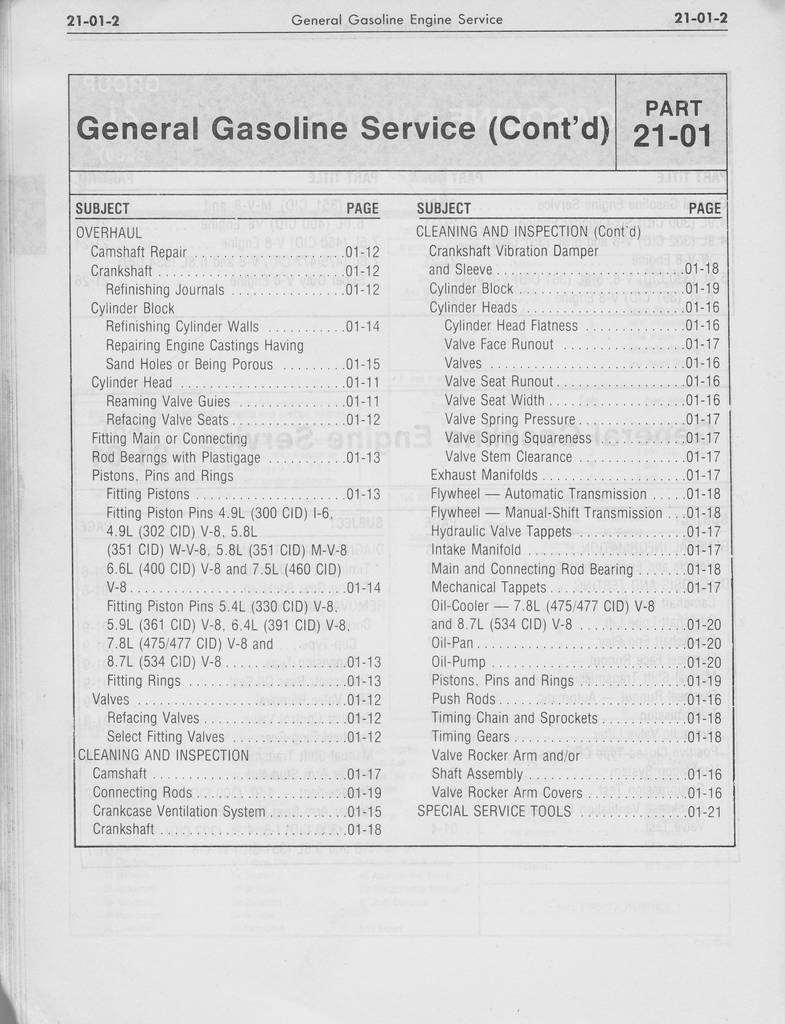 21-01-2 General Gasoline Engine Service 21-01-2
General Gasoline Service (Cont'd)
PART
21-01
SUBJECT PAGE
OVERHAUL
Camshaft Repair 01-12
Crankshaft 01-12
Refinishing Journals 01-12
Cylinder Block
Refinishing Cylinder Walls 01-14
Repairing Engine Castings Having
Sand Holes or Being Porous 01-15
Cylinder Head 01-11
Reaming Valve Guies 01-11
Refacing Valve Seats 01-12
Fitting Main or Connecting
Rod Bearngs with Plastigage 01-13
Pistons, Pins and Rings
Fitting Pistons 01-13
Fitting Piston Pins 4.9L (300 CID) I-6,
4.9L (302 CID) V-8, 5.8L
(351 CID) W-V-8, 5.8L (351 CID) M-V-8
6.6L (400 CID) V-8 and 7.5L (460 CID)
V-8 01-14
Fitting Piston Pins 5.4L (330 CID) V-8,
5.9L (361 CID) V-8, 6.4L (391 CID) V-8,
7.8L (475/477 CID) V-8 and
8.7L (534 CID) V-8 01-13
Fitting Rings 01-13
Valves 01-12
Refacing Valves 01-12
Select Fitting Valves 01-12
CLEANING AND INSPECTION
Camshaft 01-17
Connecting Rods 01-19
Crankcase Ventilation System 01-15
Crankshaft 01-18
SUBJECT PAGE
CLEANING AND INSPECTION (Cont'd)
Crankshaft Vibration Damper
and Sleeve 01-18
Cylinder Block 01-19
Cylinder Heads 01-16
Cylinder Head Flatness 01-16
Valve Face Runout 01-17
Valves 01-16
Valve Seat Runout 01-16
Valve Seat Width 01-16
Valve Spring Pressure 01-17
Valve Spring Squareness 01-17
Valve Stem Clearance 01-17
Exhaust Manifolds 01-17
Flywheel — Automatic Transmission 01-18
Flywheel — Manual-Shift Transmission 01-18
Hydraulic Valve Tappets 01-17
Intake Manifold 01-17
Main and Connecting Rod Bearing 01-18
Mechanical Tappets 01-17
Oil-Cooler — 7.8L (475/477 CID) V-8
and 8.7L (534 CID) V-8 01-20
Oil-Pan 01-20
Oil-Pump 01-20
Pistons, Pins and Rings 01-19
Push Rods 01-16
Timing Chain and Sprockets 01-18
Timing Gears 01-18
Valve Rocker Arm and/or
Shaft Assembly 01-16
Valve Rocker Arm Covers 01-16
SPECIAL SERVICE TOOLS 01-21